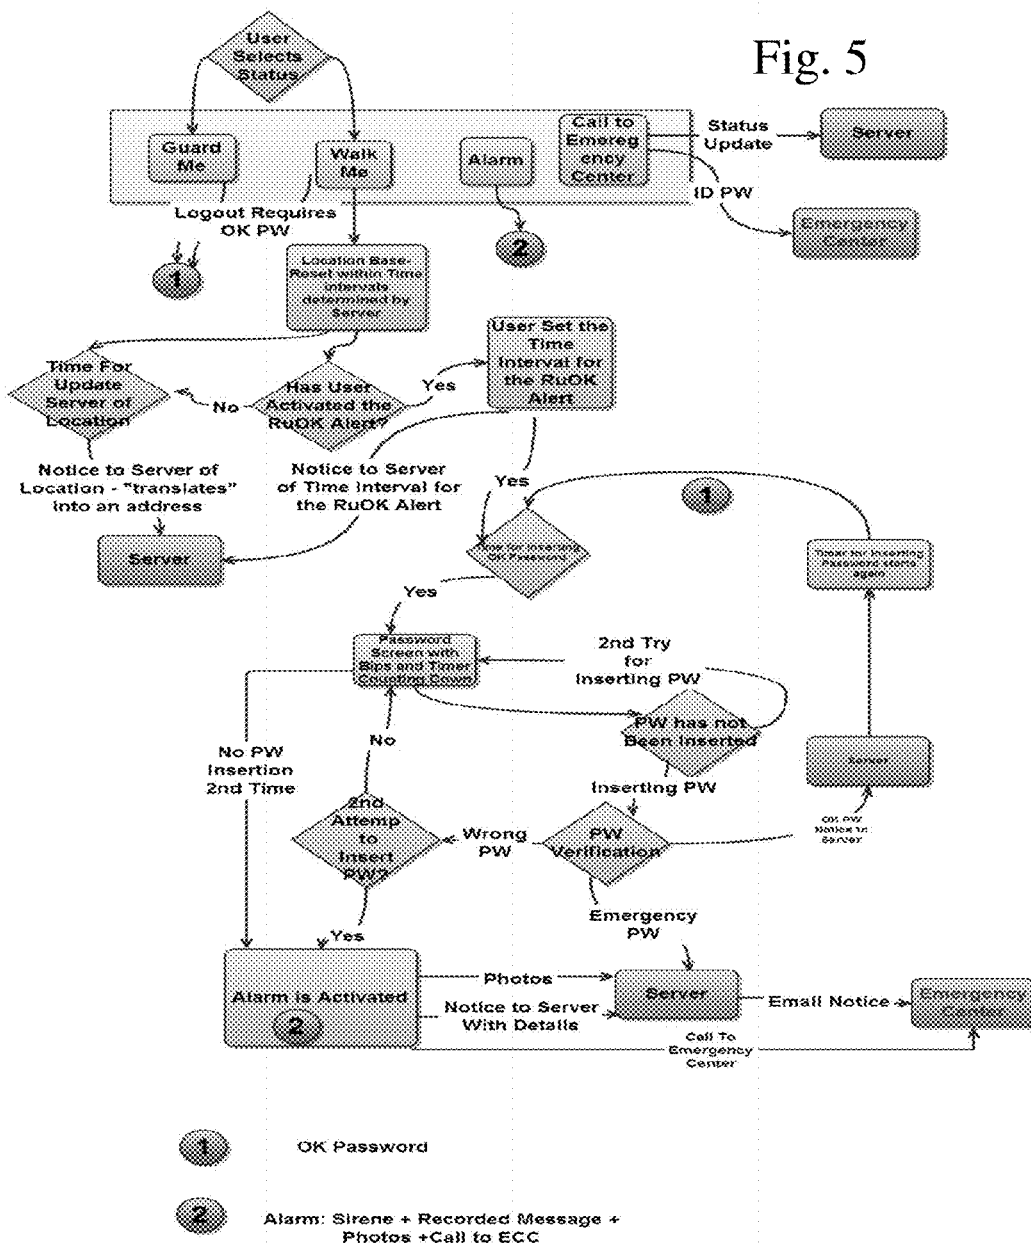 Fig. 5
User
Selects
Status
Guard
Me
Walk
Me
Alarm
Call to
Emereg
ency
Center
Status
Update
Server
ID PW
Emergency
Center
Logout Requires
OK PW
1
2
Location Base-
Reset within Time
intervals
determined by
Server
User Set the
Time
Interval for
the RuOK
Alert
Time For
Update
Server of
Location
No
Has User
Activated the
RuOK Alert?
Yes
Notice to Server of
Location - "translates"
into an address
Notice to Server
of Time Interval for
the RuOK Alert
Yes
1
Server
Time for Inserting
OK Password
Timer for Inserting
Password starts
again
Yes
Password
Screen with
Bips and Timer
Counting Down
2nd Try
for
Inserting PW
PW has not
Been Inserted
No
No PW
Insertion
2nd Time
Inserting PW
Server
2nd
Attemp
to
Insert
PW?
Wrong
PW
PW
Verification
OK PW
Notice to
Server
Emergency
PW
Yes
Alarm is Activated
2
Photos
Notice to Server
With Details
Server
Email Notice
Emergency
Center
Call To
Emergency
Center
1
OK Password
2
Alarm: Sirene + Recorded Message +
Photos +Call to ECC